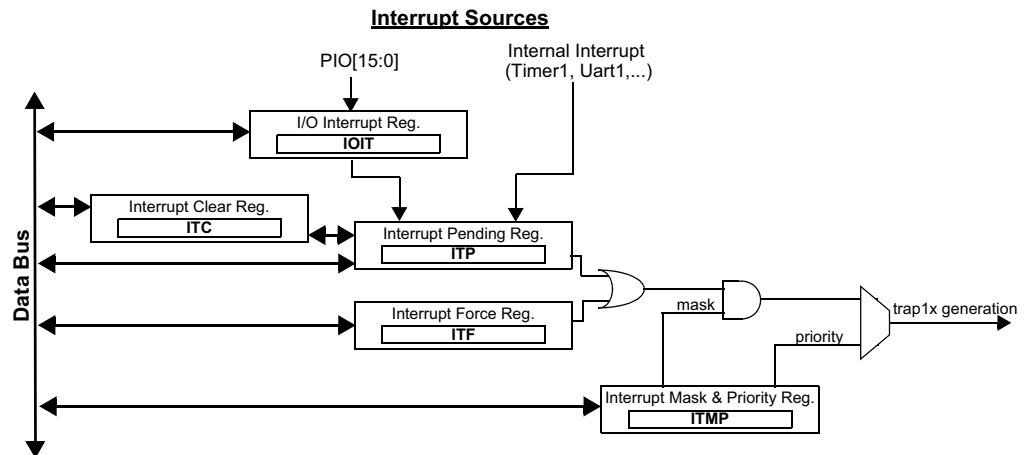 Interrupt Sources
PIO[15:0]
Internal Interrupt
(Timer1, Uart1,...)
I/O Interrupt Reg.
IOIT
Interrupt Clear Reg.
ITC
Interrupt Pending Reg.
ITP
Data Bus
mask
Interrupt Force Reg.
ITF
trap1x generation
priority
Interrupt Mask & Priority Reg.
ITMP